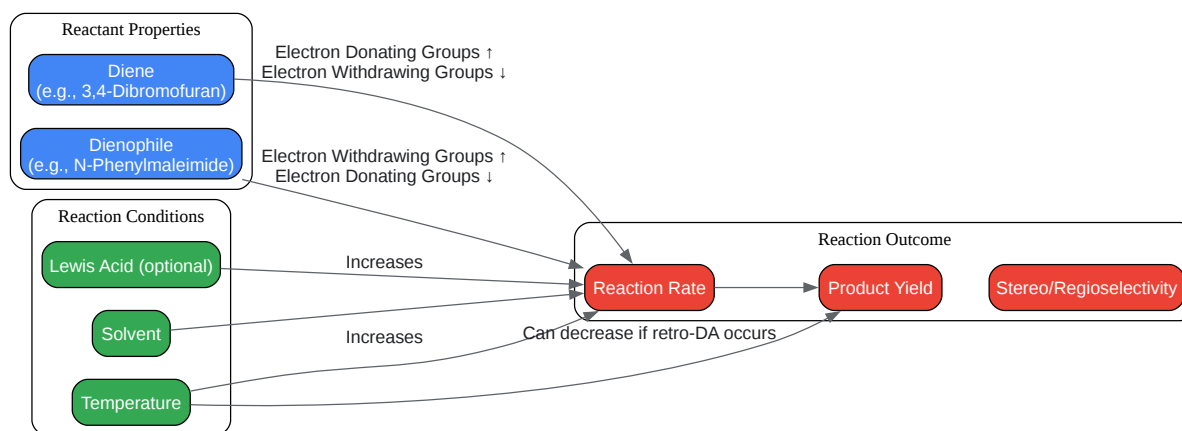 Reactant Properties
Diene
(e.g., 3,4-Dibromofuran)
Electron Donating Groups ↑
Electron Withdrawing Groups ↓
Dienophile
(e.g., N-Phenylmaleimide)
Electron Withdrawing Groups ↑
Electron Donating Groups ↓
Reaction Conditions
Lewis Acid (optional)
Increases
Solvent
Increases
Temperature
Can decrease if retro-DA occurs
Reaction Outcome
Reaction Rate
Product Yield
Stereo/Regioselectivity